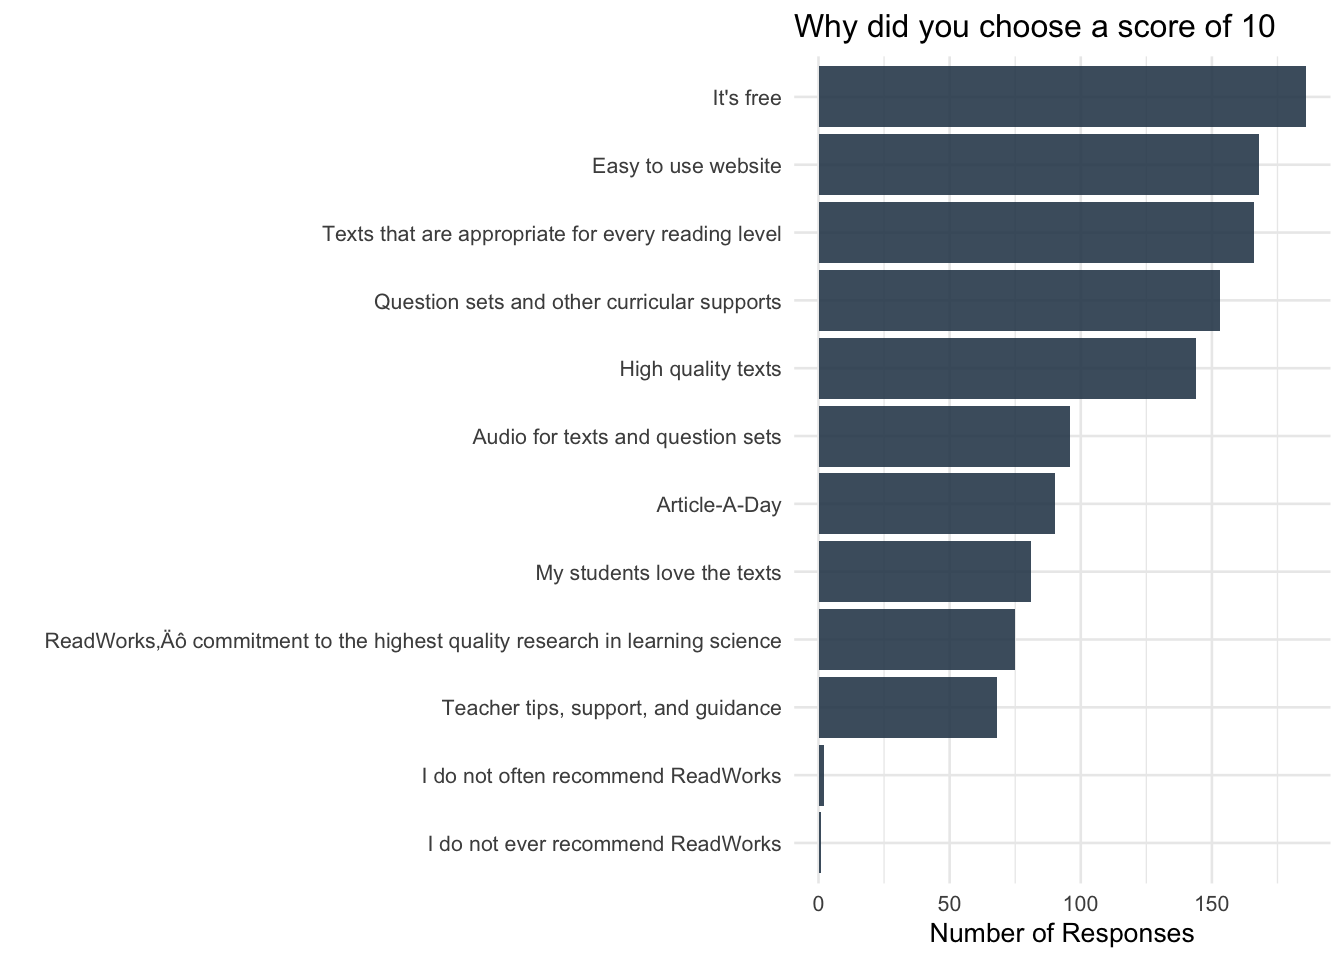 Why did you choose a score of 10
It's free
Easy to use website
Texts that are appropriate for every reading level
Question sets and other curricular supports
High quality texts
Audio for texts and question sets
Article-A-Day
My students love the texts
ReadWorks‚Äô commitment to the highest quality research in learning science
Teacher tips, support, and guidance
I do not often recommend ReadWorks
I do not ever recommend ReadWorks
0 50 100 150
Number of Responses